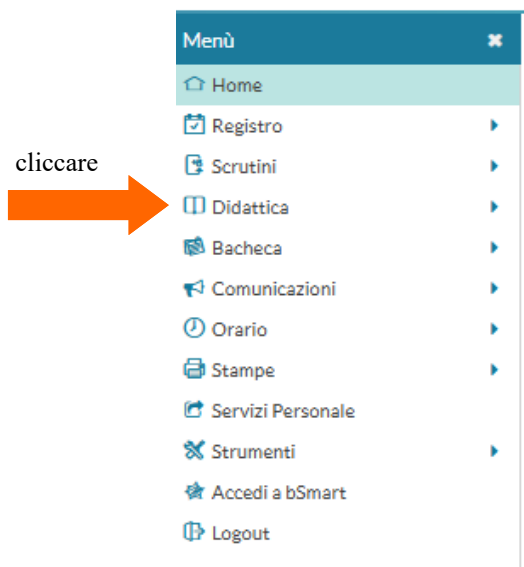 Menù
Home
Registro
Scrutini
cliccare
Didattica
Bacheca
Comunicazioni
Orario
Stampe
Servizi Personale
Strumenti
Accedi a bSmart
Logout